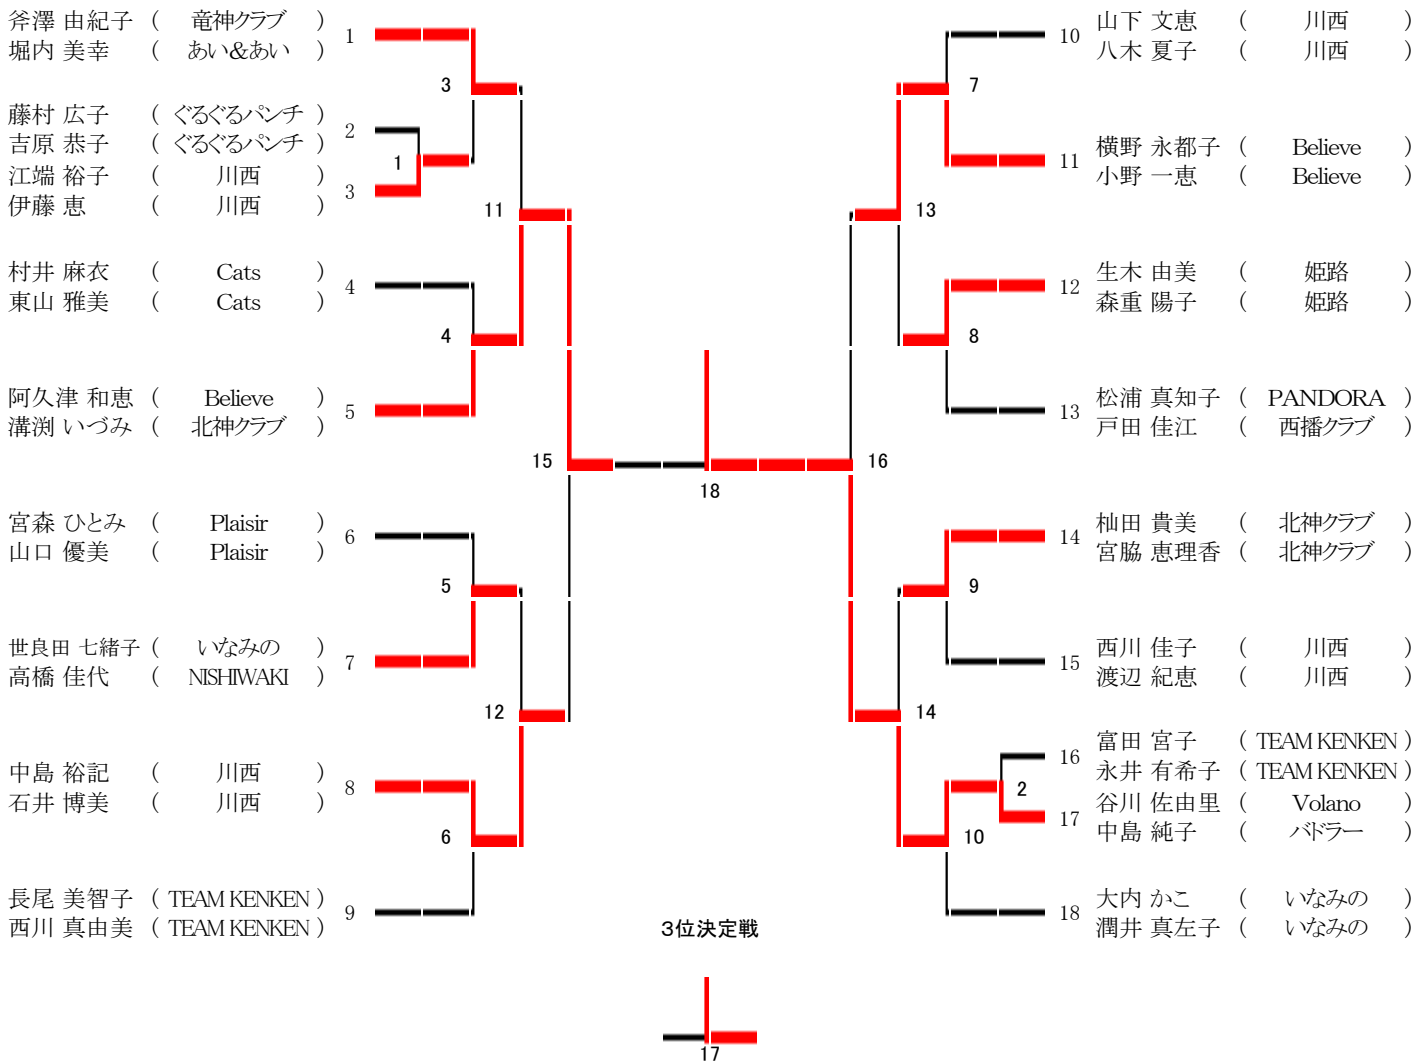 斧澤 由紀子 ( 竜神クラブ ) 1
堀内 美幸 ( あい&あい )
藤村 広子 ( ぐるぐるパンチ ) 2
吉原 恭子 ( ぐるぐるパンチ )
江端 裕子 ( 川西 ) 3
伊藤 恵 ( 川西 )
村井 麻衣 ( Cats ) 4
東山 雅美 ( Cats )
阿久津 和恵 ( Believe ) 5
溝渕 いづみ ( 北神クラブ )
宮森 ひとみ ( Plaisir ) 6
山口 優美 ( Plaisir )
世良田 七緒子 ( いなみの ) 7
高橋 佳代 ( NISHIWAKI )
中島 裕記 ( 川西 ) 8
石井 博美 ( 川西 )
長尾 美智子 ( TEAM KENKEN ) 9
西川 真由美 ( TEAM KENKEN )
3
1
11
4
15
5
12
6
18
3位決定戦
17
7
13
8
16
9
14
2
10
10 山下 文恵 ( 川西 )
八木 夏子 ( 川西 )
11 横野 永都子 ( Believe )
小野 一恵 ( Believe )
12 生木 由美 ( 姫路 )
森重 陽子 ( 姫路 )
13 松浦 真知子 ( PANDORA )
戸田 佳江 ( 西播クラブ )
14 杣田 貴美 ( 北神クラブ )
宮脇 恵理香 ( 北神クラブ )
15 西川 佳子 ( 川西 )
渡辺 紀恵 ( 川西 )
16 富田 宮子 ( TEAM KENKEN )
永井 有希子 ( TEAM KENKEN )
17 谷川 佐由里 ( Volano )
中島 純子 ( バドラー )
18 大内 かこ ( いなみの )
潤井 真左子 ( いなみの )